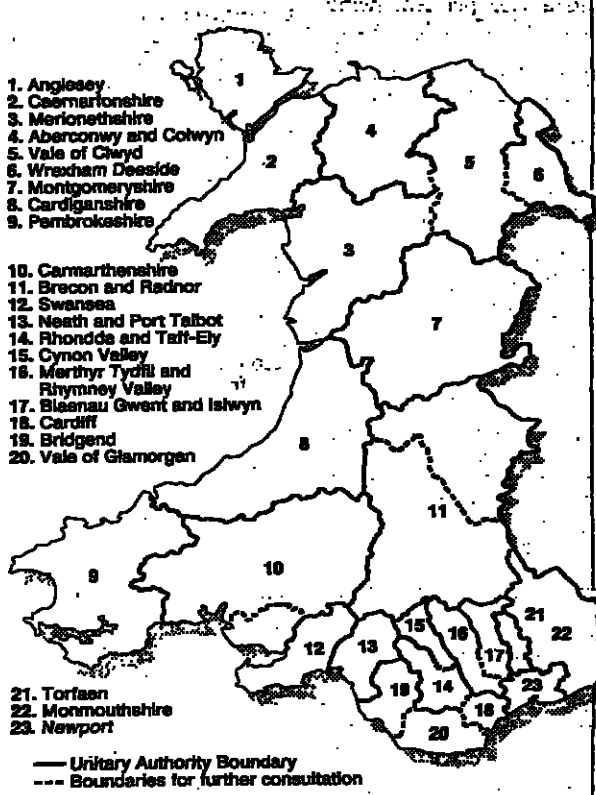 1
1. Anglesey
2. Caernarfonshire
3. Merionethshire
4. Aberconwy and Colwyn
5. Vale of Clwyd
6. Wrexham Deeside
7. Montgomeryshire
8. Cardiganshire
9. Pembrokeshire
4
2
5
6
3
10. Carmarthenshire
11. Brecon and Radnor
12. Swansea
13. Neath and Port Talbot
14. Rhondda and Taff-Ely
15. Cynon Valley
16. Merthyr Tydfil and
Rhymney Valley
17. Blaenau Gwent and Islwyn
18. Cardiff
19. Bridgend
20. Vale of Glamorgan
7
8
11
9
10
12
13
15
16
17
21
22
19
14
18
23
20
21. Torfaen
22. Monmouthshire
23. Newport
Unitary Authority Boundary
Boundaries for further consultation